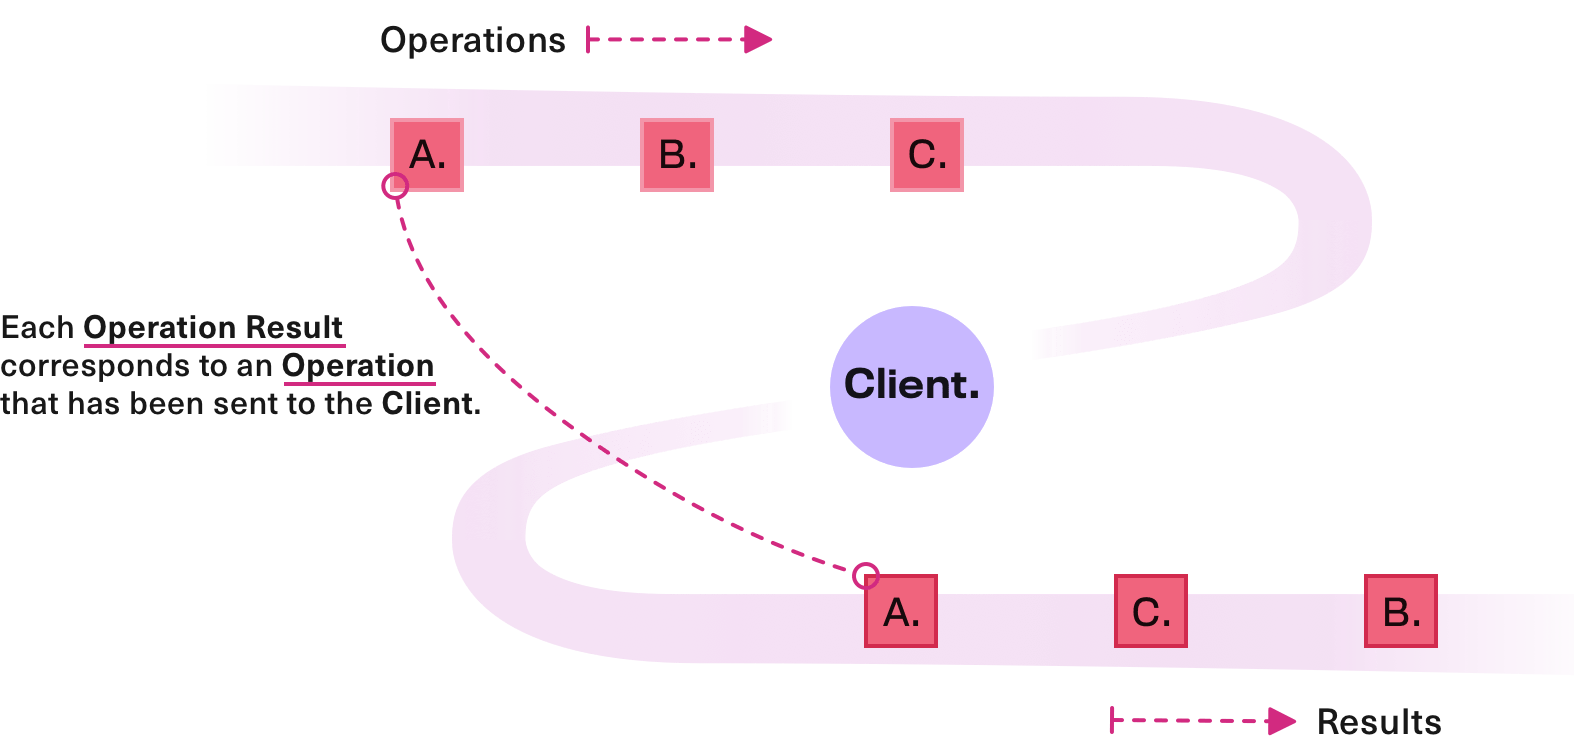 Operations
A.
B.
C.
Each Operation Result
corresponds to an Operation
that has been sent to the Client.
Client.
A.
C.
B.
Results